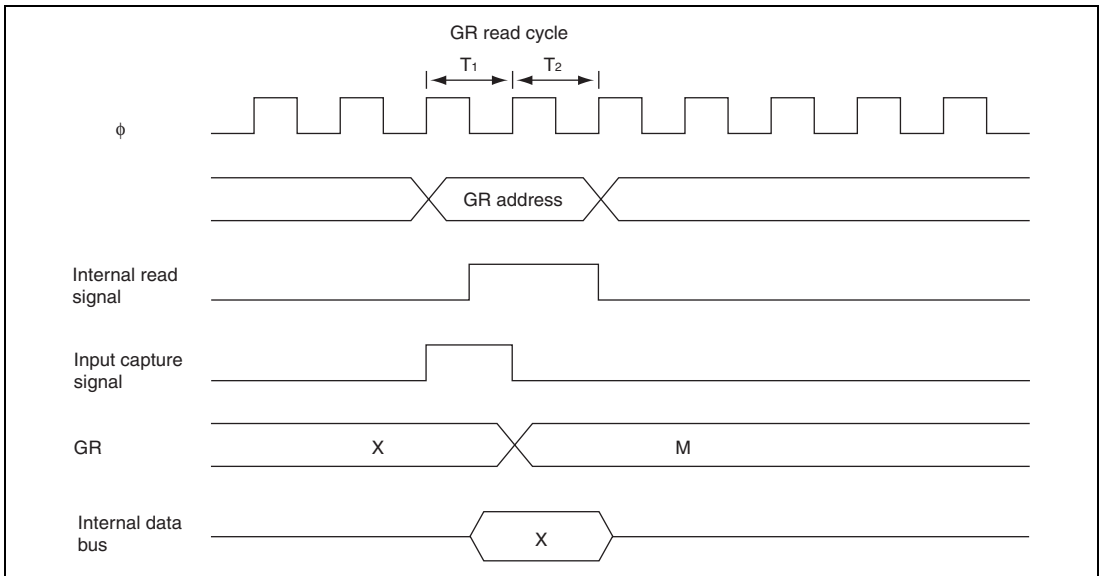 GR read cycle
T1 T2
ϕ
GR address
Internal read
signal
Input capture
signal
GR X M
Internal data
bus
X